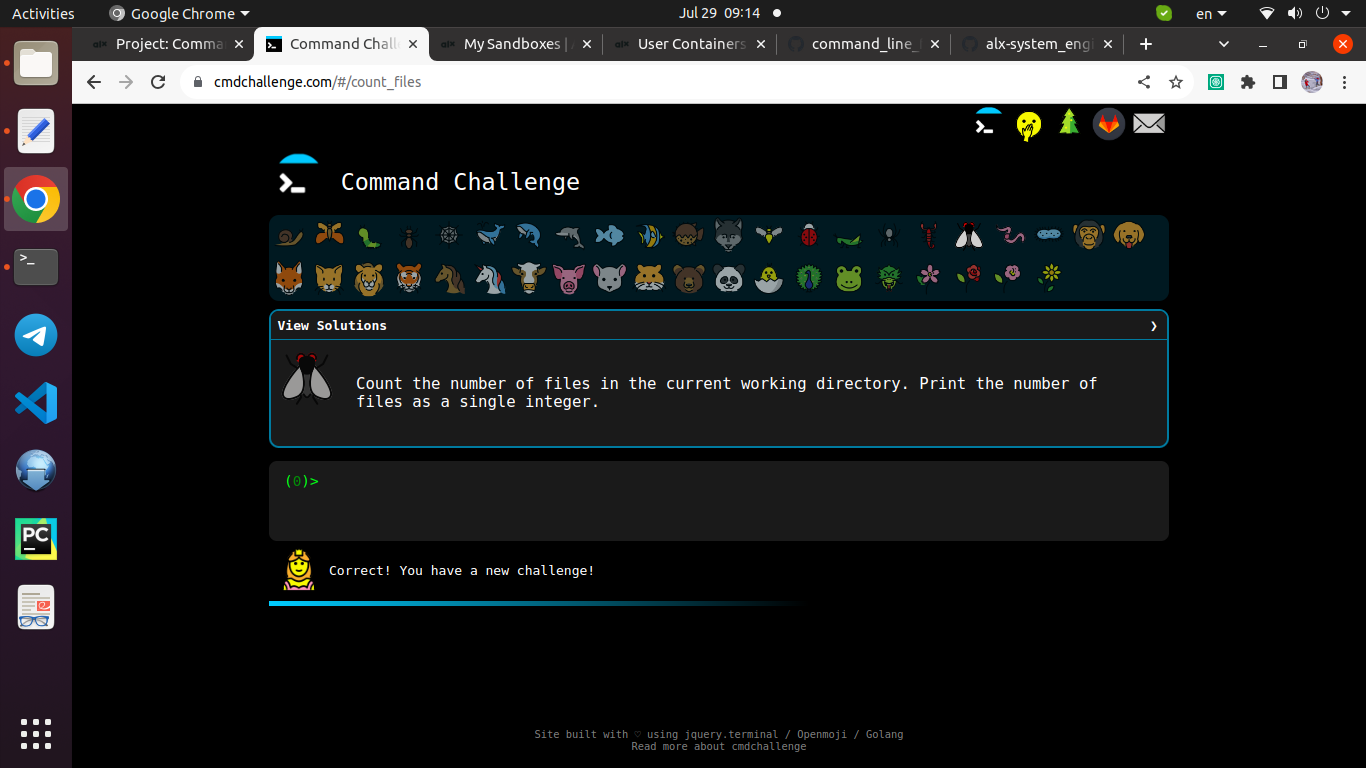 Activities
Google Chrome
Jul 29 09:14
en
Project: Comma
Command Chall
My Sandboxes |
User Containers
command_line_
alx-system_engi
cmdchallenge.com/#/count_files
Command Challenge
View Solutions
Count the number of files in the current working directory. Print the number of
files as a single integer.
(0)>
Correct! You have a new challenge!
Site built with ♡ using jquery.terminal / Openmoji / Golang
Read more about cmdchallenge
>_
PC